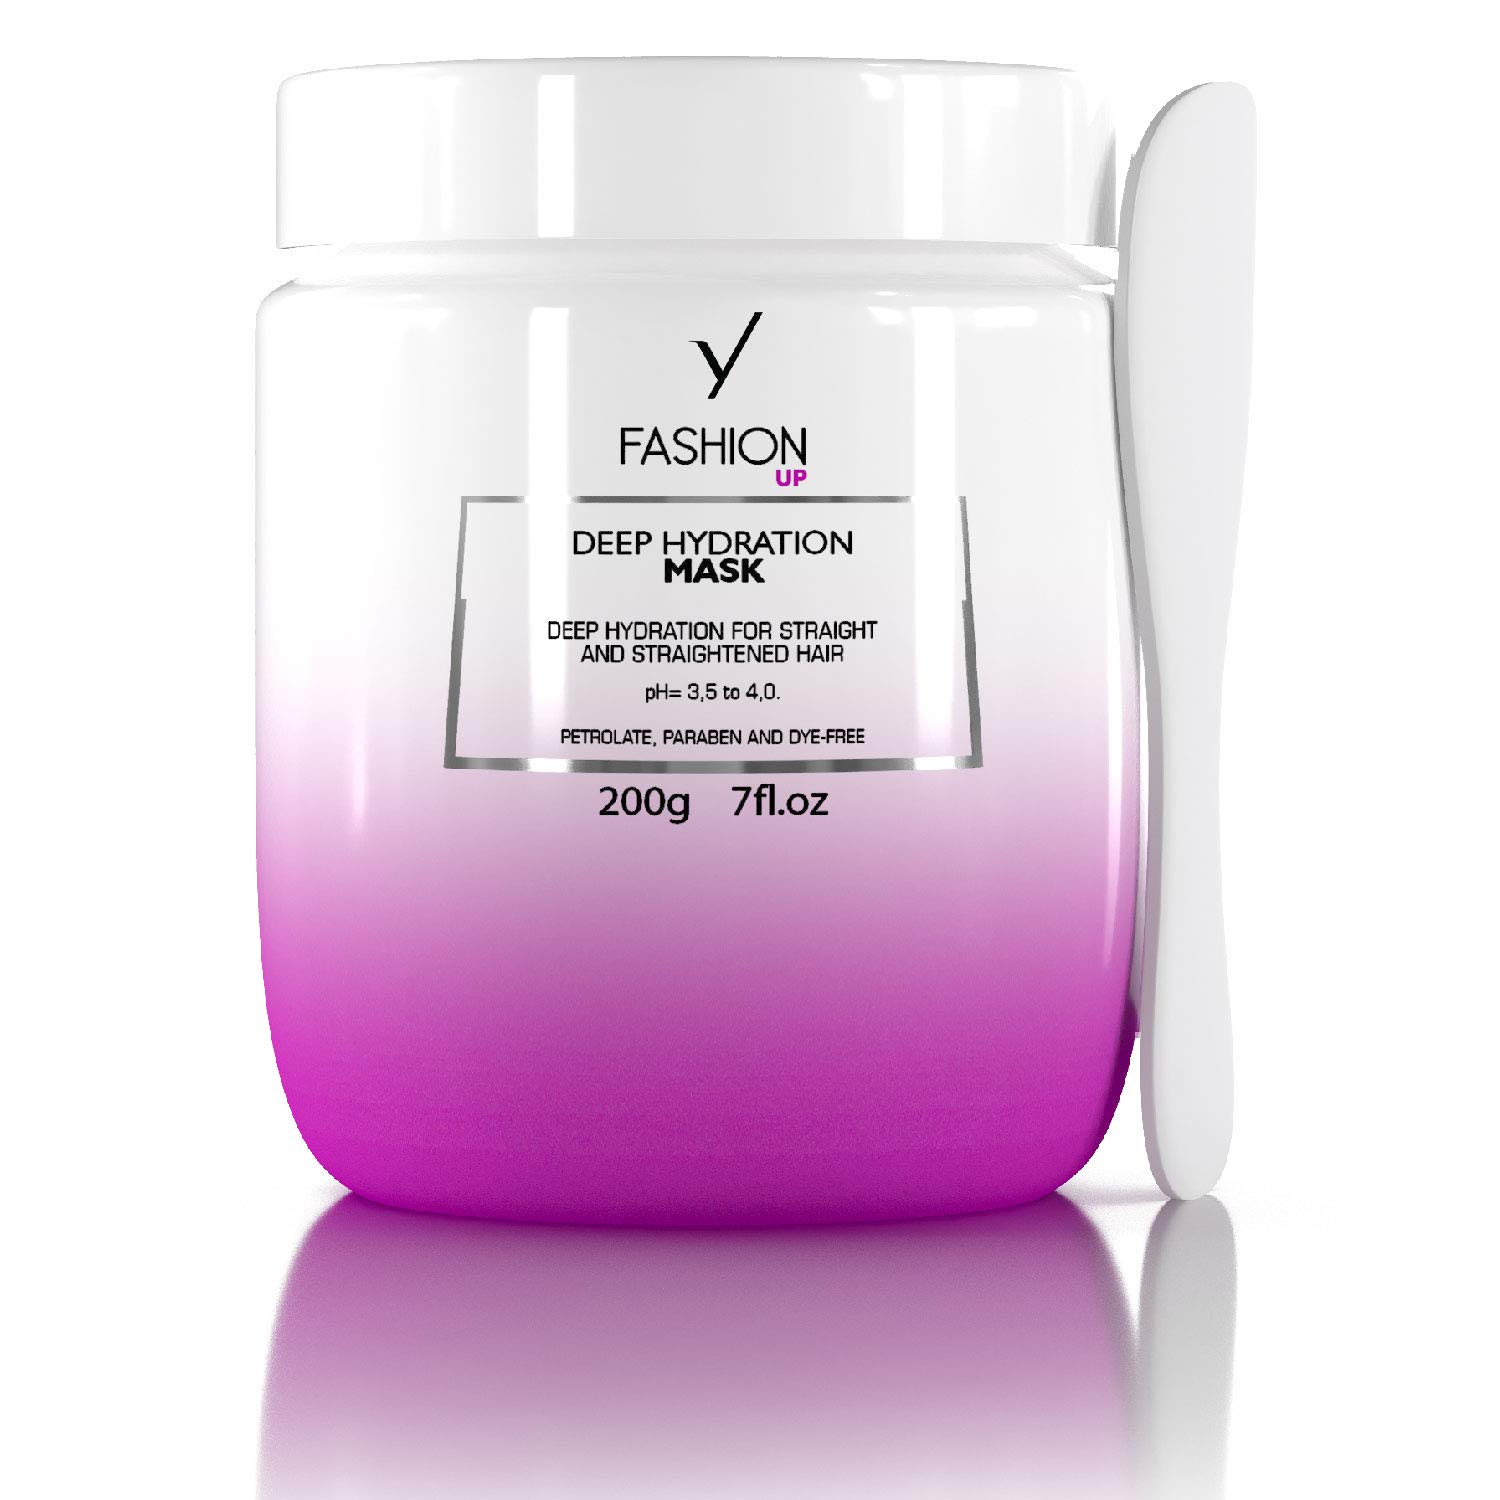 Y
FASHION
UP
DEEP HYDRATION
MASK
DEEP HYDRATION FOR STRAIGHT
AND STRAIGHTENED HAIR
pH= 3,5 to 4,0.
PETROLATE, PARABEN AND DYE-FREE
200g 7fl.oz